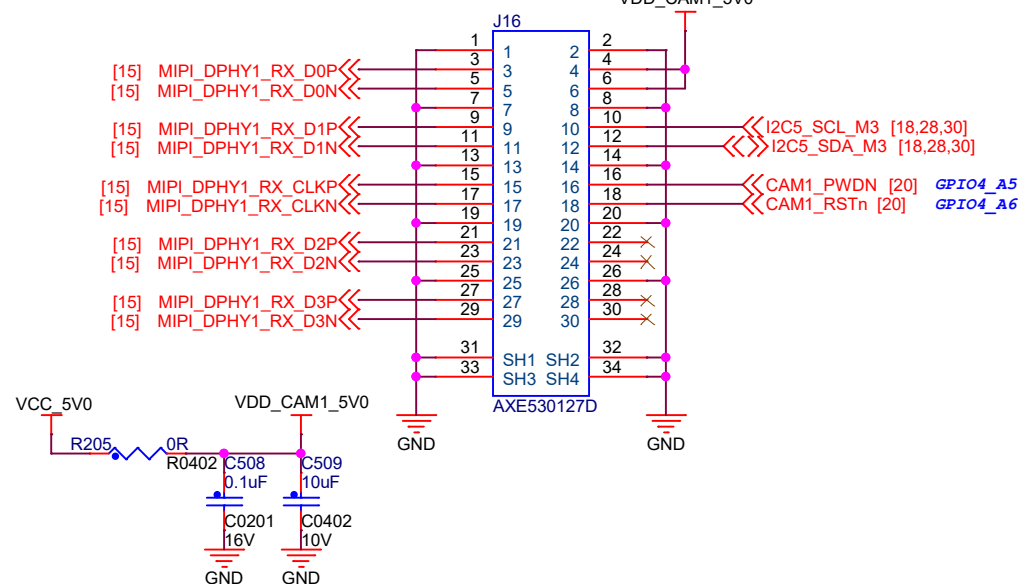 VDD_CAM1_5V0
J16
1 1 2 2
[15] MIPI_DPHY1_RX_D0P 3 3 4 4
[15] MIPI_DPHY1_RX_D0N 5 5 6 6
7 7 8 8
[15] MIPI_DPHY1_RX_D1P 9 9 10 10 I2C5_SCL_M3 [18,28,30]
[15] MIPI_DPHY1_RX_D1N 11 11 12 12 I2C5_SDA_M3 [18,28,30]
13 13 14 14
[15] MIPI_DPHY1_RX_CLKP 15 15 16 16 CAM1_PWDN [20] GPIO4_A5
[15] MIPI_DPHY1_RX_CLKN 17 17 18 18 CAM1_RSTn [20] GPIO4_A6
19 19 20 20
[15] MIPI_DPHY1_RX_D2P 21 21 22 22
[15] MIPI_DPHY1_RX_D2N 23 23 24 24
25 25 26 26
[15] MIPI_DPHY1_RX_D3P 27 27 28 28
[15] MIPI_DPHY1_RX_D3N 29 29 30 30
31 SH1 SH2 32
33 SH3 SH4 34
AXE530127D
GND GND
VCC_5V0 VDD_CAM1_5V0
R205 0R
R0402 C508 C509
0.1uF 10uF
C0201 C0402
16V 10V
GND GND